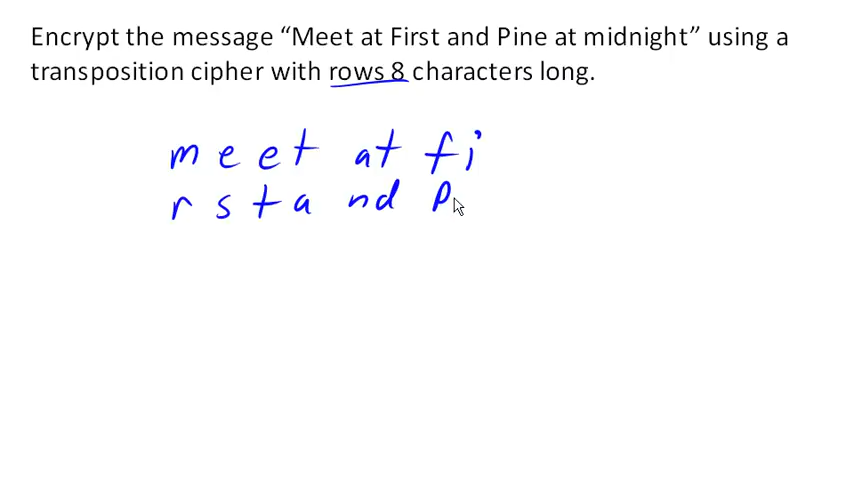 Encrypt the message “Meet at First and Pine at midnight” using a
transposition cipher with rows 8 characters long.
m e e t a t f i
r s t a n d P